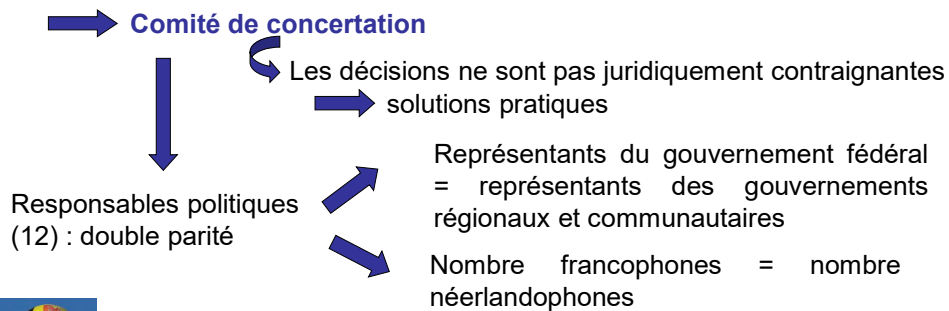 Comité de concertation
Les décisions ne sont pas juridiquement contraignantes
solutions pratiques
Responsables politiques
(12) : double parité
Représentants du gouvernement fédéral
= représentants des gouvernements
régionaux et communautaires
Nombre francophones = nombre
néerlandophones